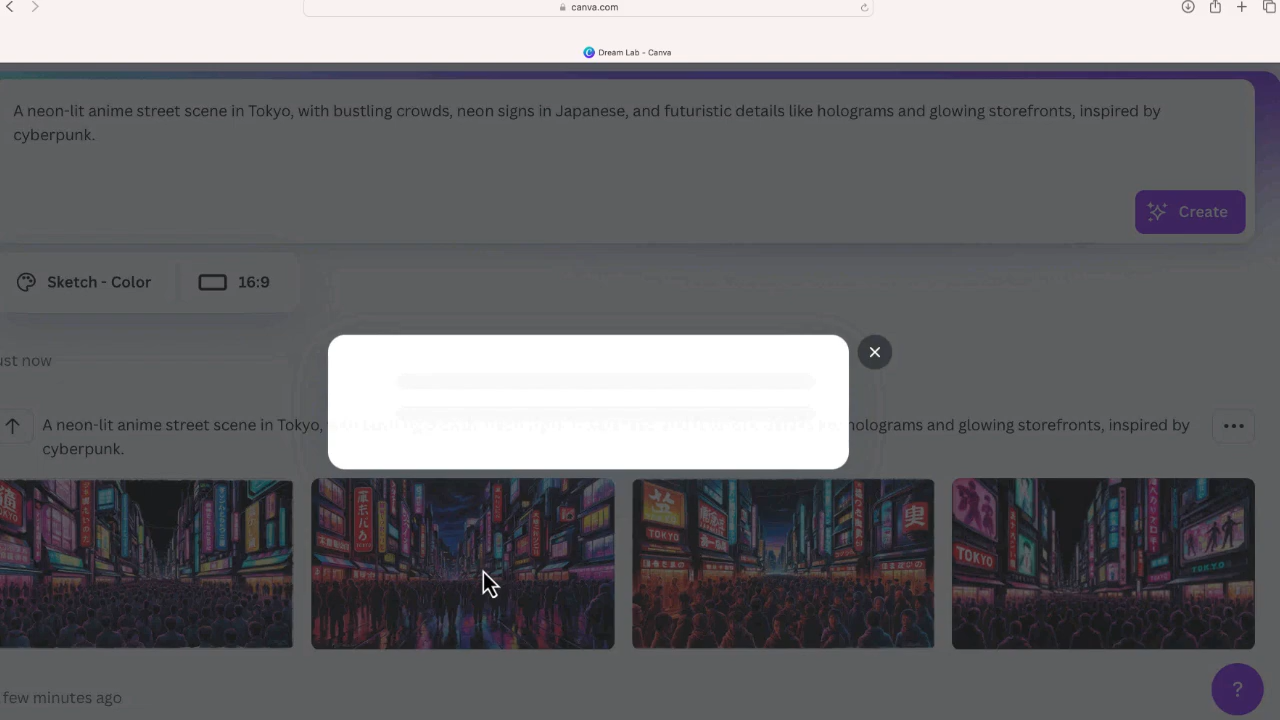 canva.com
Dream Lab - Canva
A neon-lit anime street scene in Tokyo, with bustling crowds, neon signs in Japanese, and futuristic details like holograms and glowing storefronts, inspired by
cyberpunk.
Create
Sketch - Color
16:9
ust now
A neon-lit anime street scene in Tokyo,
holograms and glowing storefronts, inspired by
cyberpunk.
TOKYO
TOKYO
TOKYO
few minutes ago
?